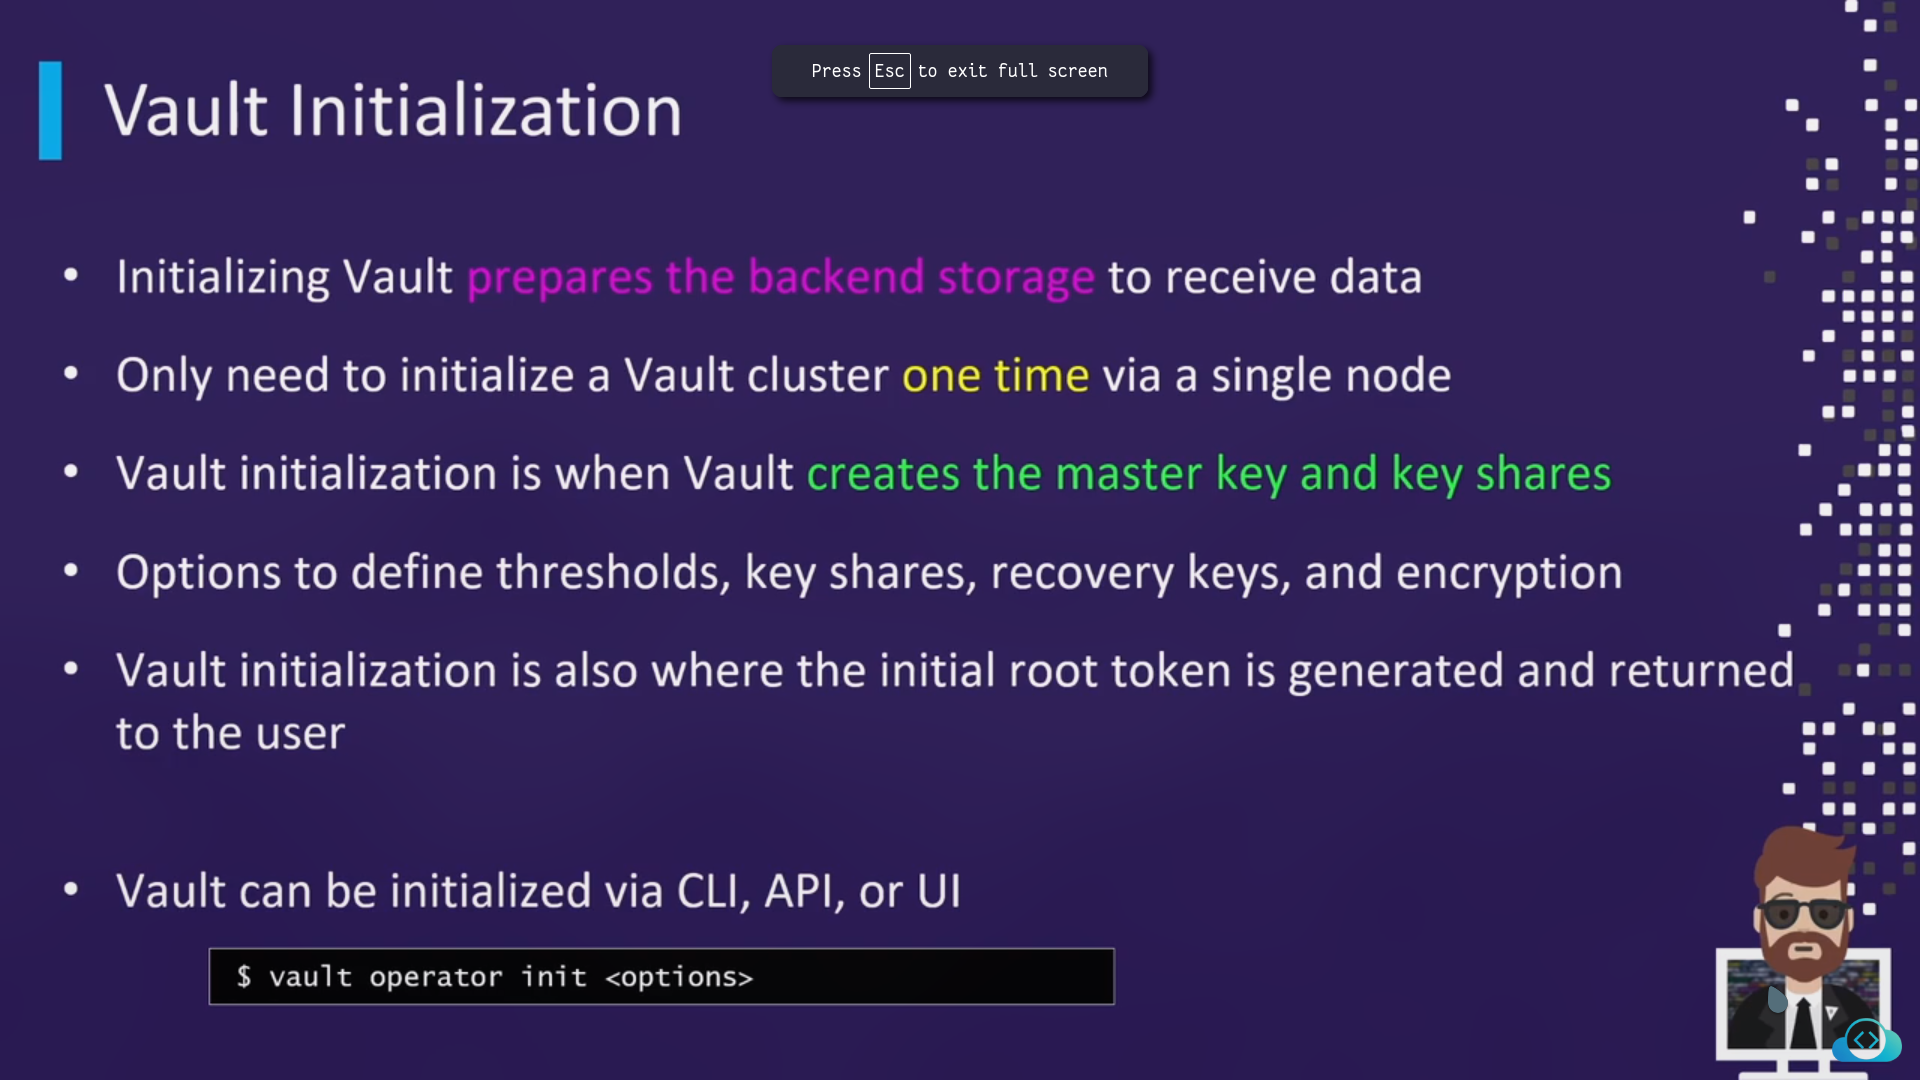 Press Esc to exit full screen
Vault Initialization
• Initializing Vault prepares the backend storage to receive data
• Only need to initialize a Vault cluster one time via a single node
• Vault initialization is when Vault creates the master key and key shares
• Options to define thresholds, key shares, recovery keys, and encryption
• Vault initialization is also where the initial root token is generated and returned
to the user
• Vault can be initialized via CLI, API, or UI
$ vault operator init <options>